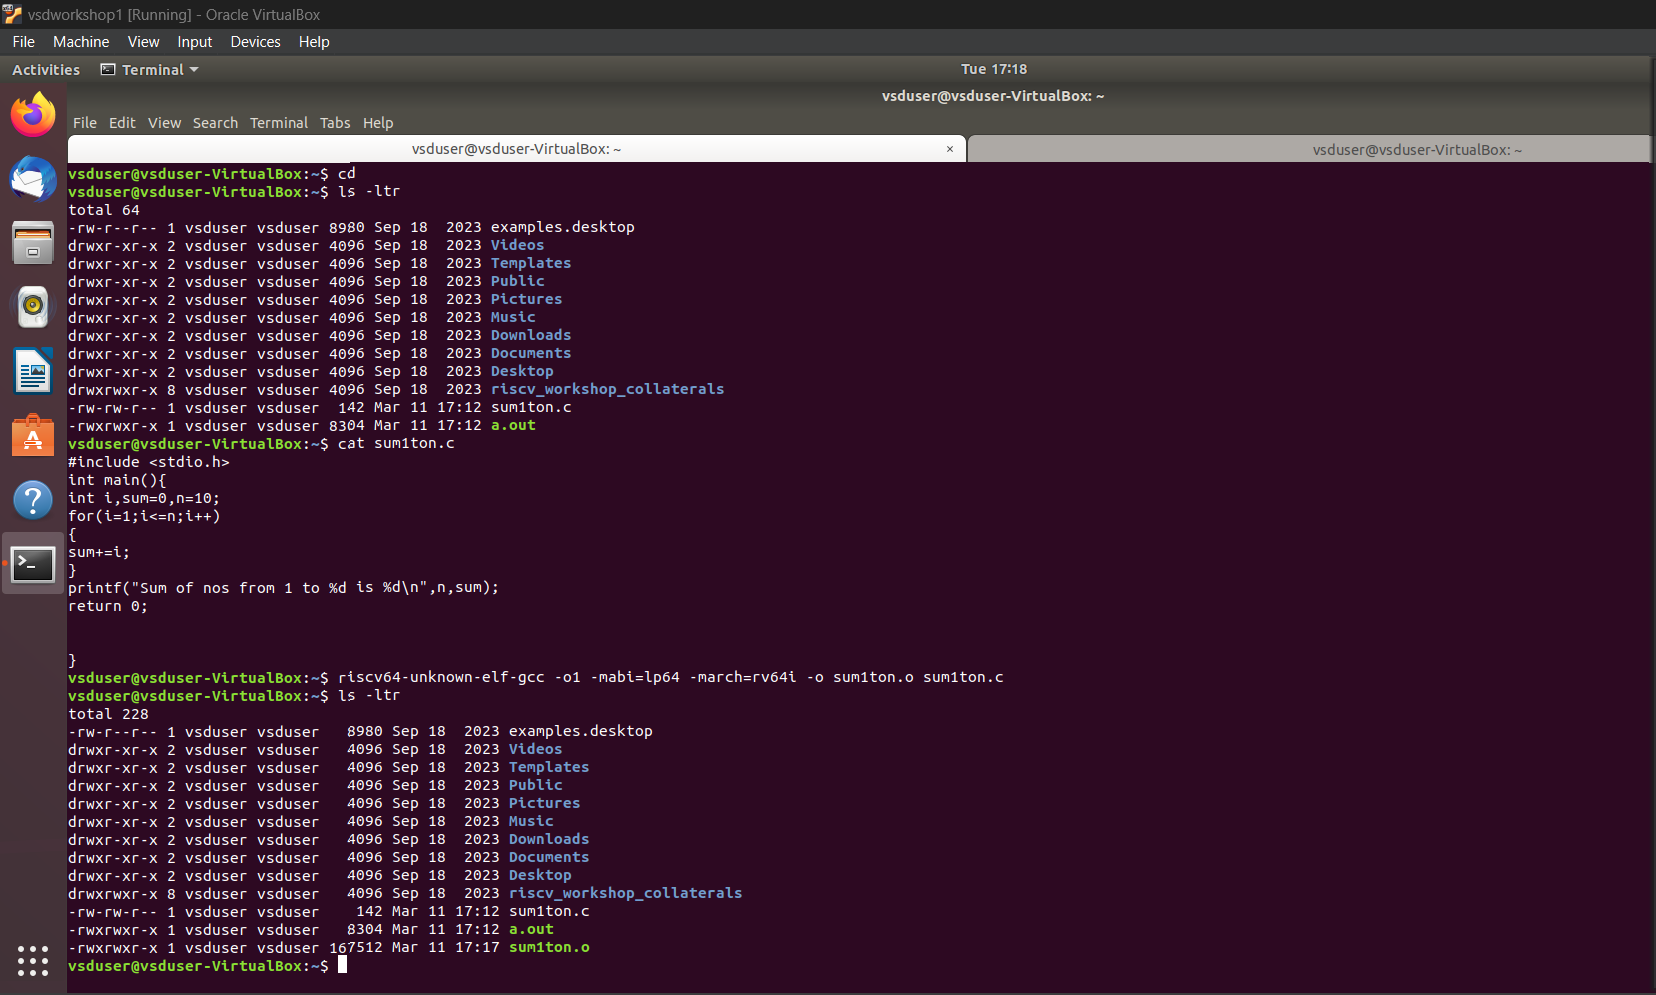 vsdworkshop1 [Running] - Oracle VirtualBox
File Machine View Input Devices Help
Activities Terminal Tue 17:18
vsduser@vsduser-VirtualBox: ~
File Edit View Search Terminal Tabs Help
vsduser@vsduser-VirtualBox: ~ × vsduser@vsduser-VirtualBox: ~
vsduser@vsduser-VirtualBox:~$ cd
vsduser@vsduser-VirtualBox:~$ ls -ltr
total 64
-rw-r--r-- 1 vsduser vsduser 8980 Sep 18  2023 examples.desktop
drwxr-xr-x 2 vsduser vsduser 4096 Sep 18  2023 Videos
drwxr-xr-x 2 vsduser vsduser 4096 Sep 18  2023 Templates
drwxr-xr-x 2 vsduser vsduser 4096 Sep 18  2023 Public
drwxr-xr-x 2 vsduser vsduser 4096 Sep 18  2023 Pictures
drwxr-xr-x 2 vsduser vsduser 4096 Sep 18  2023 Music
drwxr-xr-x 2 vsduser vsduser 4096 Sep 18  2023 Downloads
drwxr-xr-x 2 vsduser vsduser 4096 Sep 18  2023 Documents
drwxr-xr-x 2 vsduser vsduser 4096 Sep 18  2023 Desktop
drwxrwxr-x 8 vsduser vsduser 4096 Sep 18  2023 riscv_workshop_collaterals
-rw-rw-r-- 1 vsduser vsduser  142 Mar 11 17:12 sum1ton.c
-rwxrwxr-x 1 vsduser vsduser 8304 Mar 11 17:12 a.out
vsduser@vsduser-VirtualBox:~$ cat sum1ton.c
#include <stdio.h>
int main(){
int i,sum=0,n=10;
for(i=1;i<=n;i++)
{
sum+=i;
}
printf("Sum of nos from 1 to %d is %d\n",n,sum);
return 0;
}
vsduser@vsduser-VirtualBox:~$ riscv64-unknown-elf-gcc -o1 -mabi=lp64 -march=rv64i -o sum1ton.o sum1ton.c
vsduser@vsduser-VirtualBox:~$ ls -ltr
total 228
-rw-r--r-- 1 vsduser vsduser   8980 Sep 18  2023 examples.desktop
drwxr-xr-x 2 vsduser vsduser   4096 Sep 18  2023 Videos
drwxr-xr-x 2 vsduser vsduser   4096 Sep 18  2023 Templates
drwxr-xr-x 2 vsduser vsduser   4096 Sep 18  2023 Public
drwxr-xr-x 2 vsduser vsduser   4096 Sep 18  2023 Pictures
drwxr-xr-x 2 vsduser vsduser   4096 Sep 18  2023 Music
drwxr-xr-x 2 vsduser vsduser   4096 Sep 18  2023 Downloads
drwxr-xr-x 2 vsduser vsduser   4096 Sep 18  2023 Documents
drwxr-xr-x 2 vsduser vsduser   4096 Sep 18  2023 Desktop
drwxrwxr-x 8 vsduser vsduser   4096 Sep 18  2023 riscv_workshop_collaterals
-rw-rw-r-- 1 vsduser vsduser    142 Mar 11 17:12 sum1ton.c
-rwxrwxr-x 1 vsduser vsduser   8304 Mar 11 17:12 a.out
-rwxrwxr-x 1 vsduser vsduser 167512 Mar 11 17:17 sum1ton.o
vsduser@vsduser-VirtualBox:~$